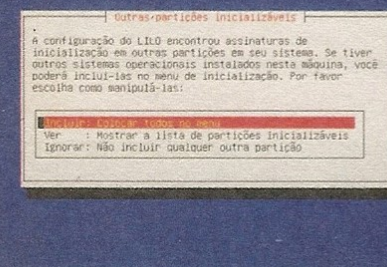 Outras partições inicializáveis
A configuração do LILO encontrou assinaturas de
inicialização em outras partições em seu sistema. Se tiver
outros sistemas operacionais instalados nesta máquina, você
poderá incluí-las no menu de inicialização. Por favor
escolha como manipulá-las:
Incluir: Colocar todos no menu
Ver : Mostrar a lista de partições inicializáveis
Ignorar: Não incluir qualquer outra partição